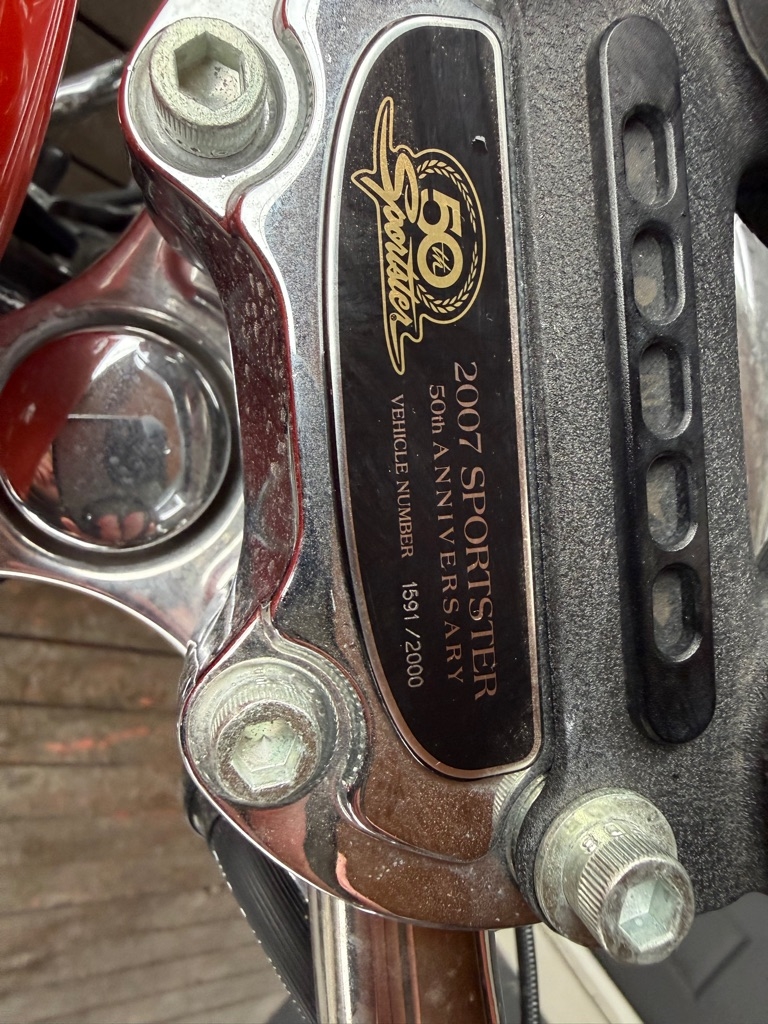 50th
Sportster
2007 SPORTSTER
50th ANNIVERSARY
VEHICLE NUMBER 1591 / 2000